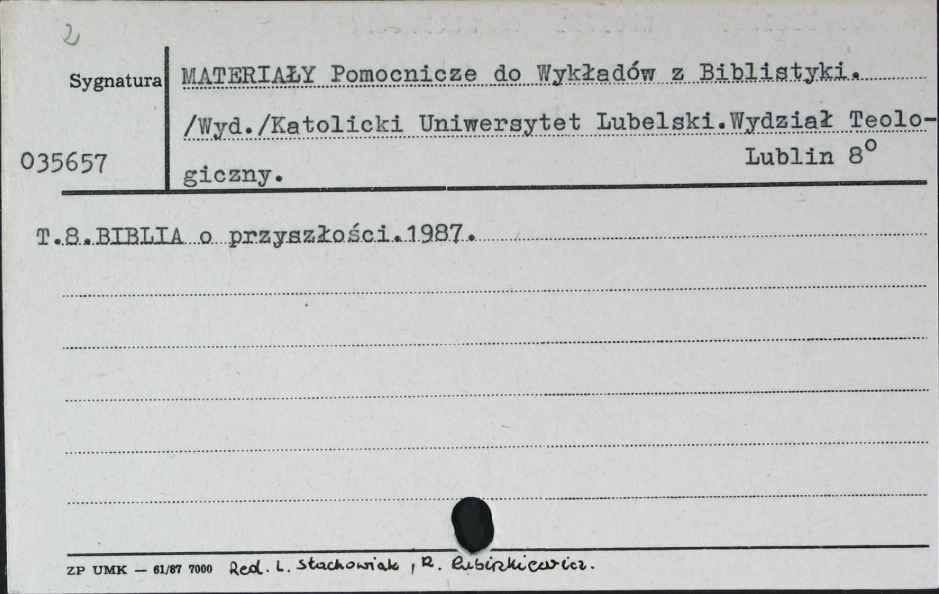 2
Sygnatura
MATERIAŁY Pomocnicze do Wykładów z Biblistyki.
/Wyd./Katolicki Uniwersytet Lubelski.Wydział Teolo-
035657
giczny.
Lublin 8°
T.8.BIBLIA o przyszłości.1987.
ZP UMK — 61/87 7000 Red. L. Stachowiak, R. Rubinkiewicz.